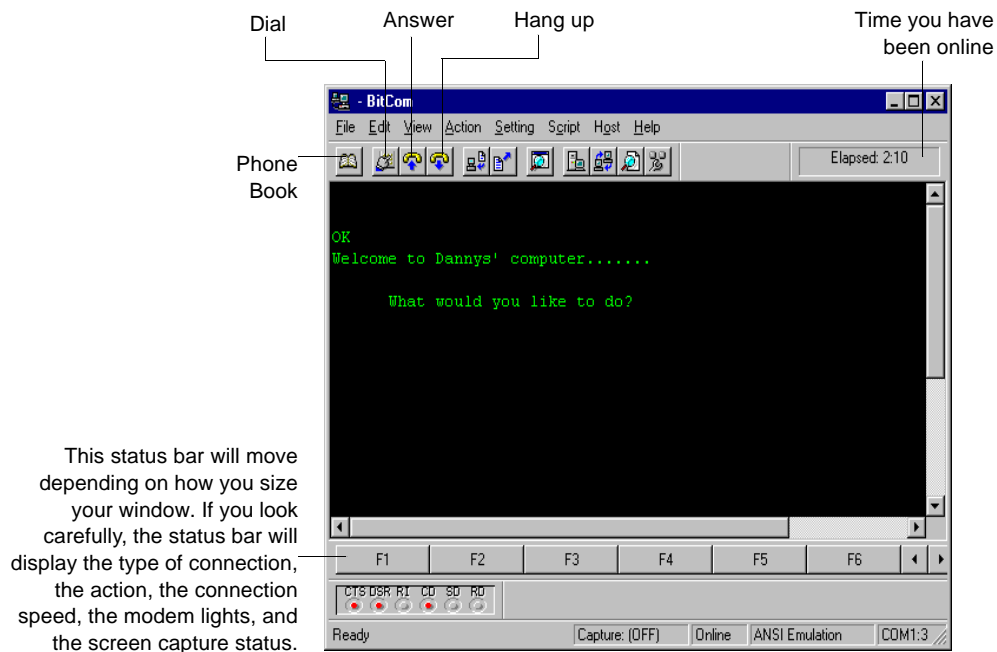 Dial
Answer
Hang up
Time you have
been online
- BitCom
File Edit View Action Setting Script Host Help
Phone
Book
Elapsed: 2:10
OK
Welcome to Dannys' computer.......
What would you like to do?
This status bar will move
depending on how you size
your window. If you look
carefully, the status bar will
display the type of connection,
the action, the connection
speed, the modem lights, and
the screen capture status.
F1 F2 F3 F4 F5 F6
CTS DSR RI CD SD RD
Ready Capture: (OFF) Online ANSI Emulation COM1:3